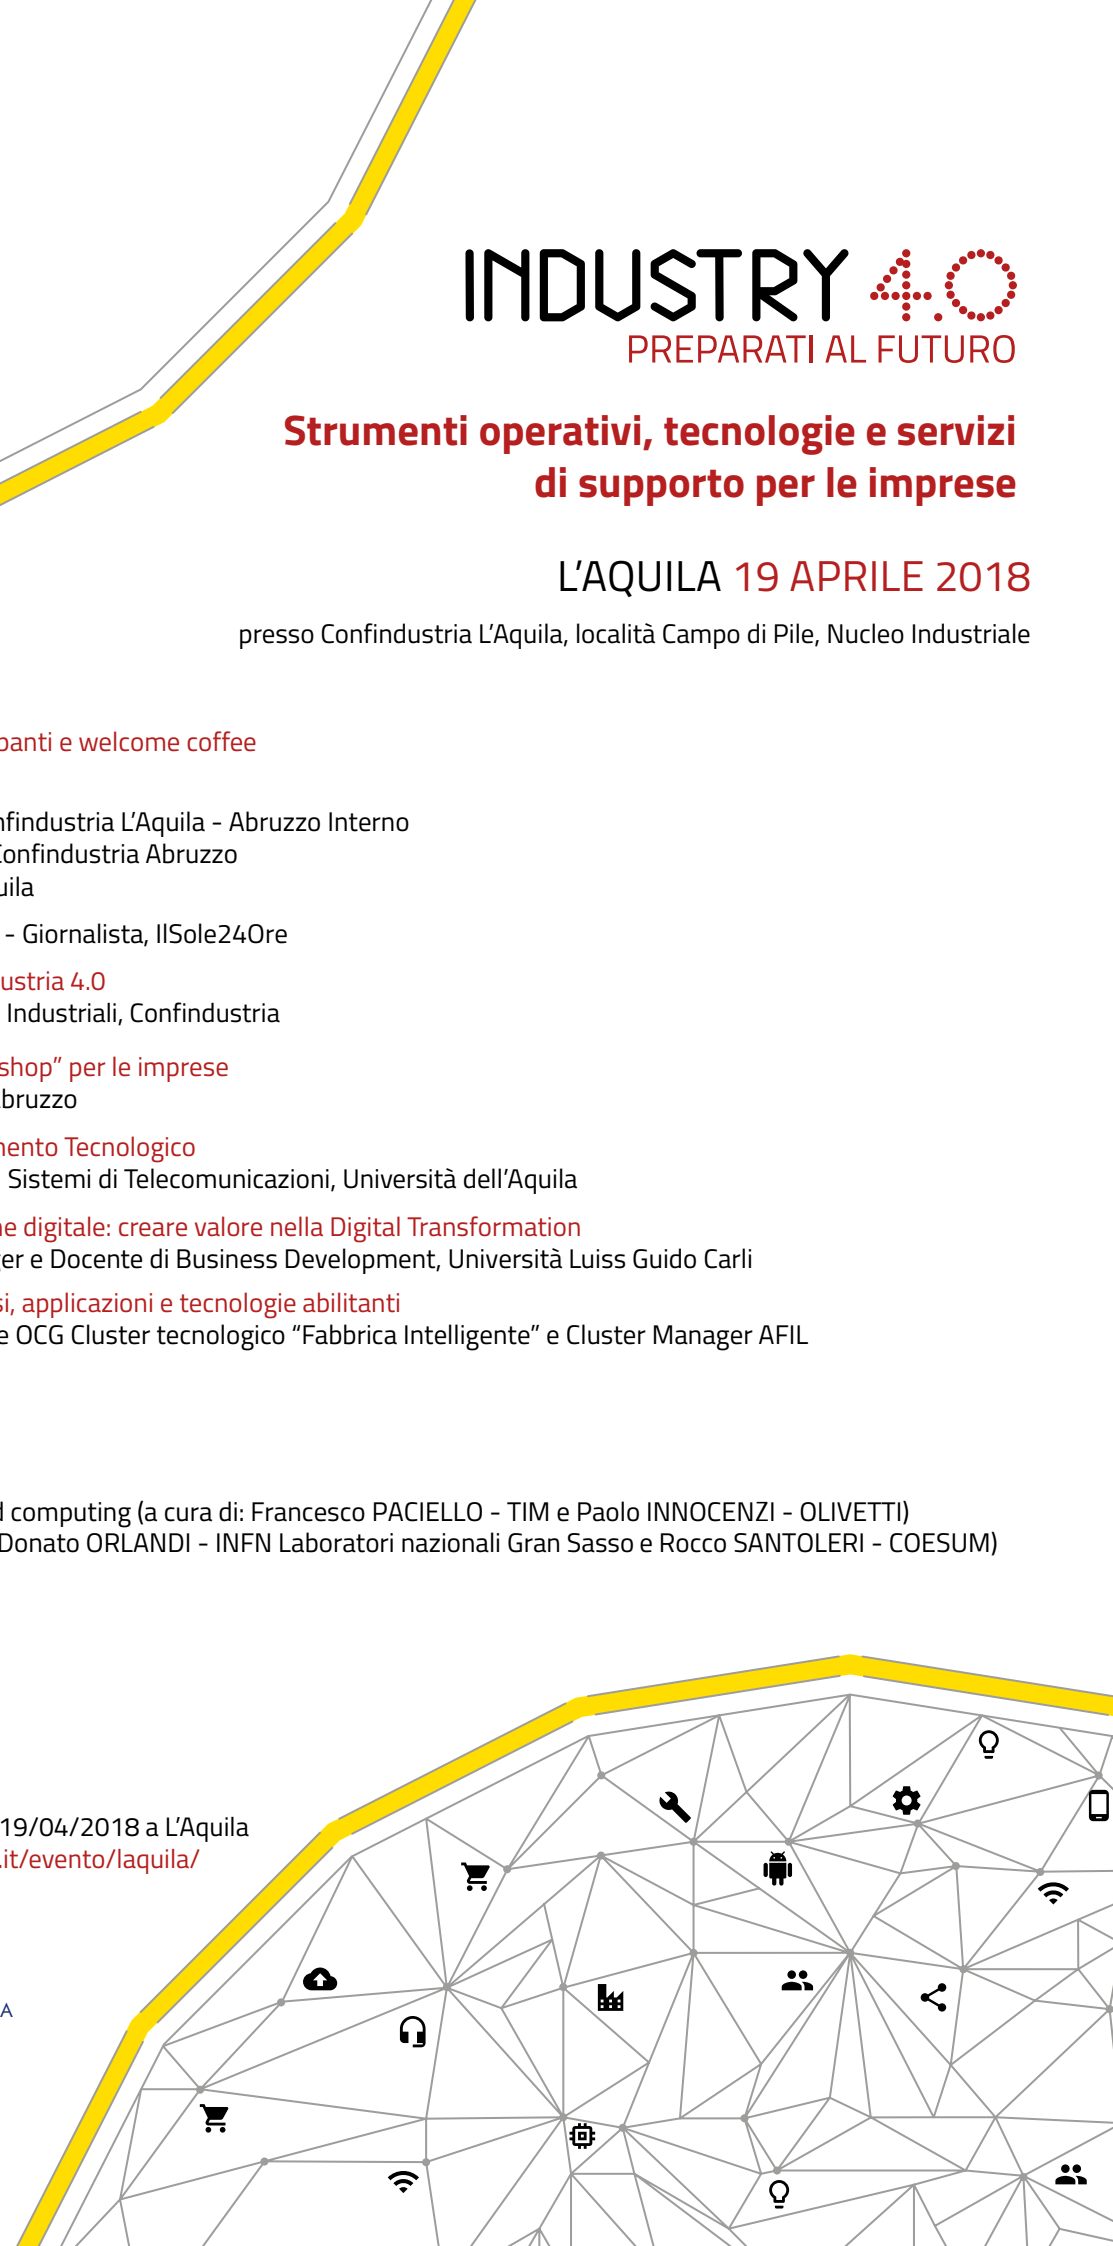 INDUSTRY 4.0
PREPARATI AL FUTURO
Strumenti operativi, tecnologie e servizi
di supporto per le imprese
L'AQUILA 19 APRILE 2018
presso Confindustria L'Aquila, località Campo di Pile, Nucleo Industriale
panti e welcome coffee
nfindustria L'Aquila - Abruzzo Interno
Confindustria Abruzzo
uila
- Giornalista, IlSole24Ore
ustria 4.0
Industriali, Confindustria
shop” per le imprese
bruzzo
mento Tecnologico
Sistemi di Telecomunicazioni, Università dell'Aquila
ne digitale: creare valore nella Digital Transformation
ger e Docente di Business Development, Università Luiss Guido Carli
si, applicazioni e tecnologie abilitanti
e OCG Cluster tecnologico “Fabbrica Intelligente” e Cluster Manager AFIL
d computing (a cura di: Francesco PACIELLO - TIM e Paolo INNOCENZI - OLIVETTI)
Donato ORLANDI - INFN Laboratori nazionali Gran Sasso e Rocco SANTOLERI - COESUM)
19/04/2018 a L'Aquila
.it/evento/laquila/
A